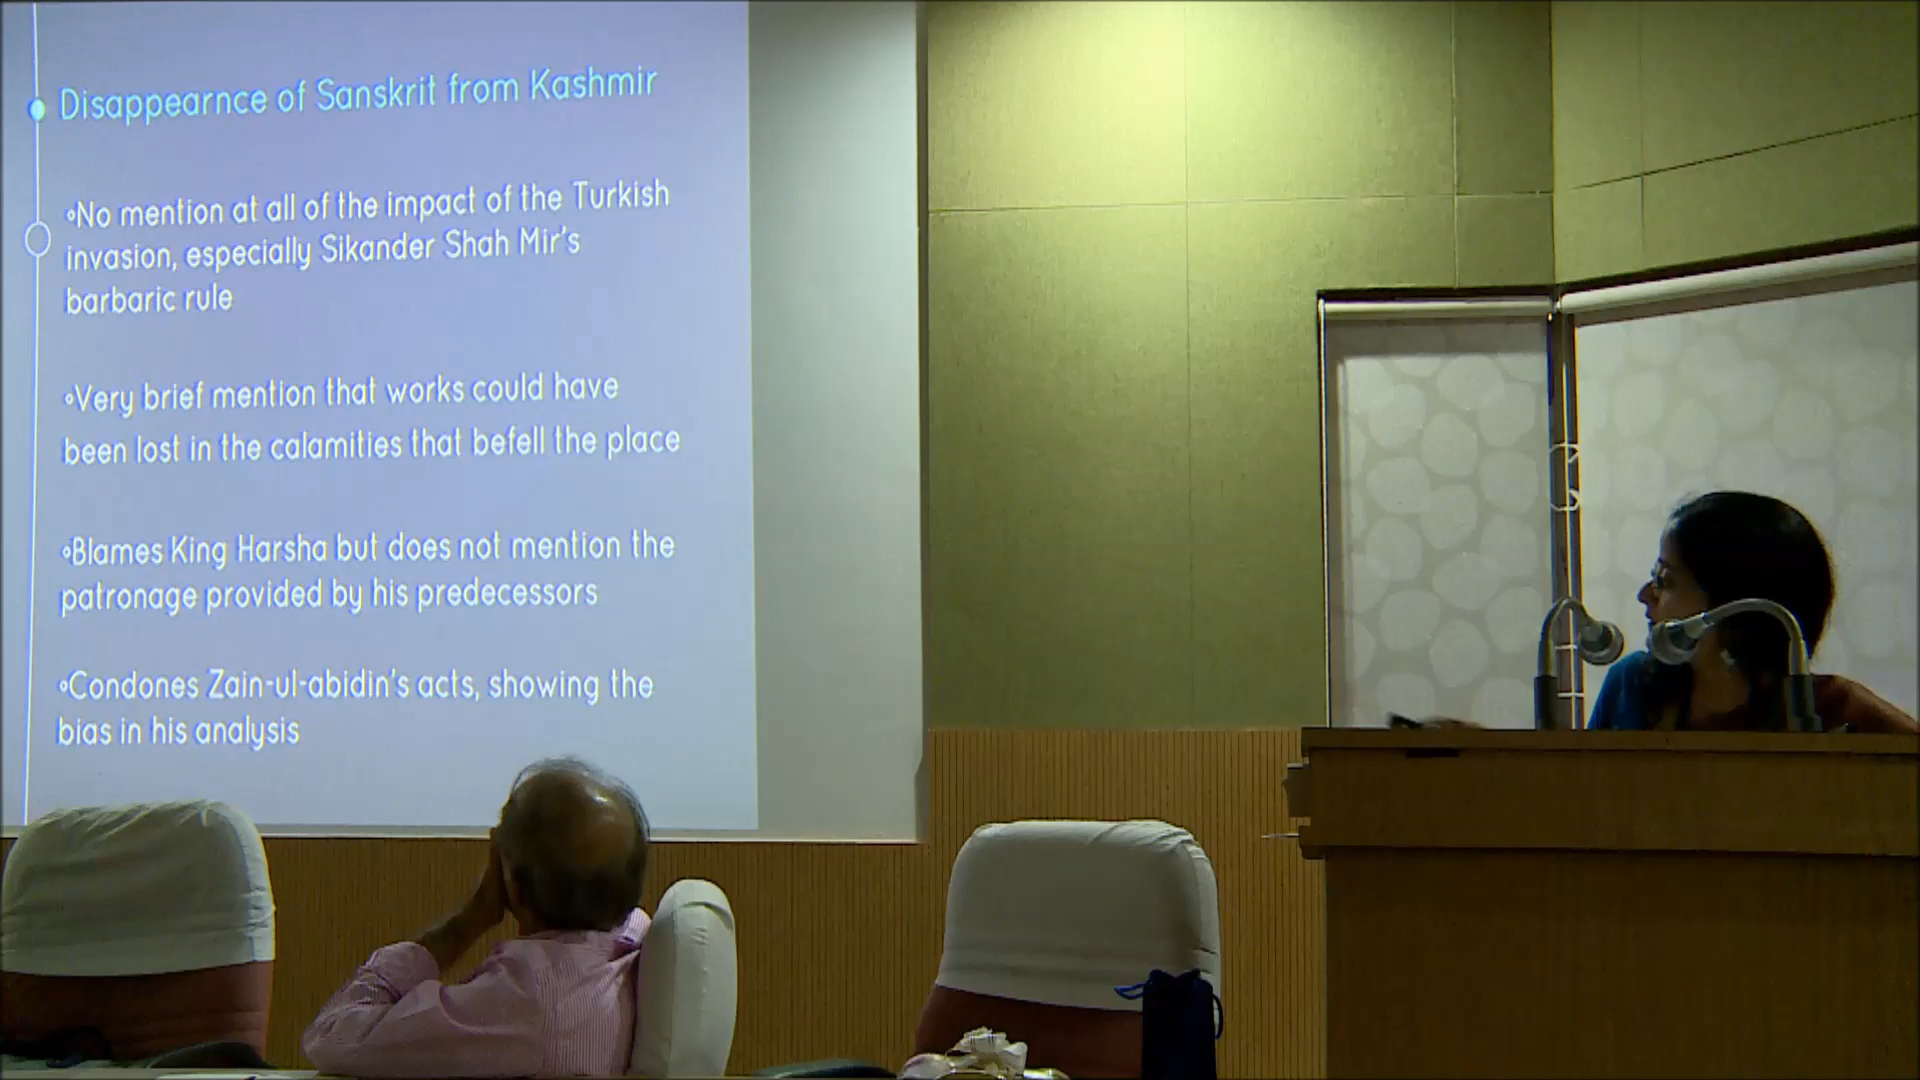 Disappearnce of Sanskrit from Kashmir
•No mention at all of the impact of the Turkish
invasion, especially Sikander Shah Mir's
barbaric rule
•Very brief mention that works could have
been lost in the calamities that befell the place
•Blames King Harsha but does not mention the
patronage provided by his predecessors
•Condones Zain-ul-abidin's acts, showing the
bias in his analysis